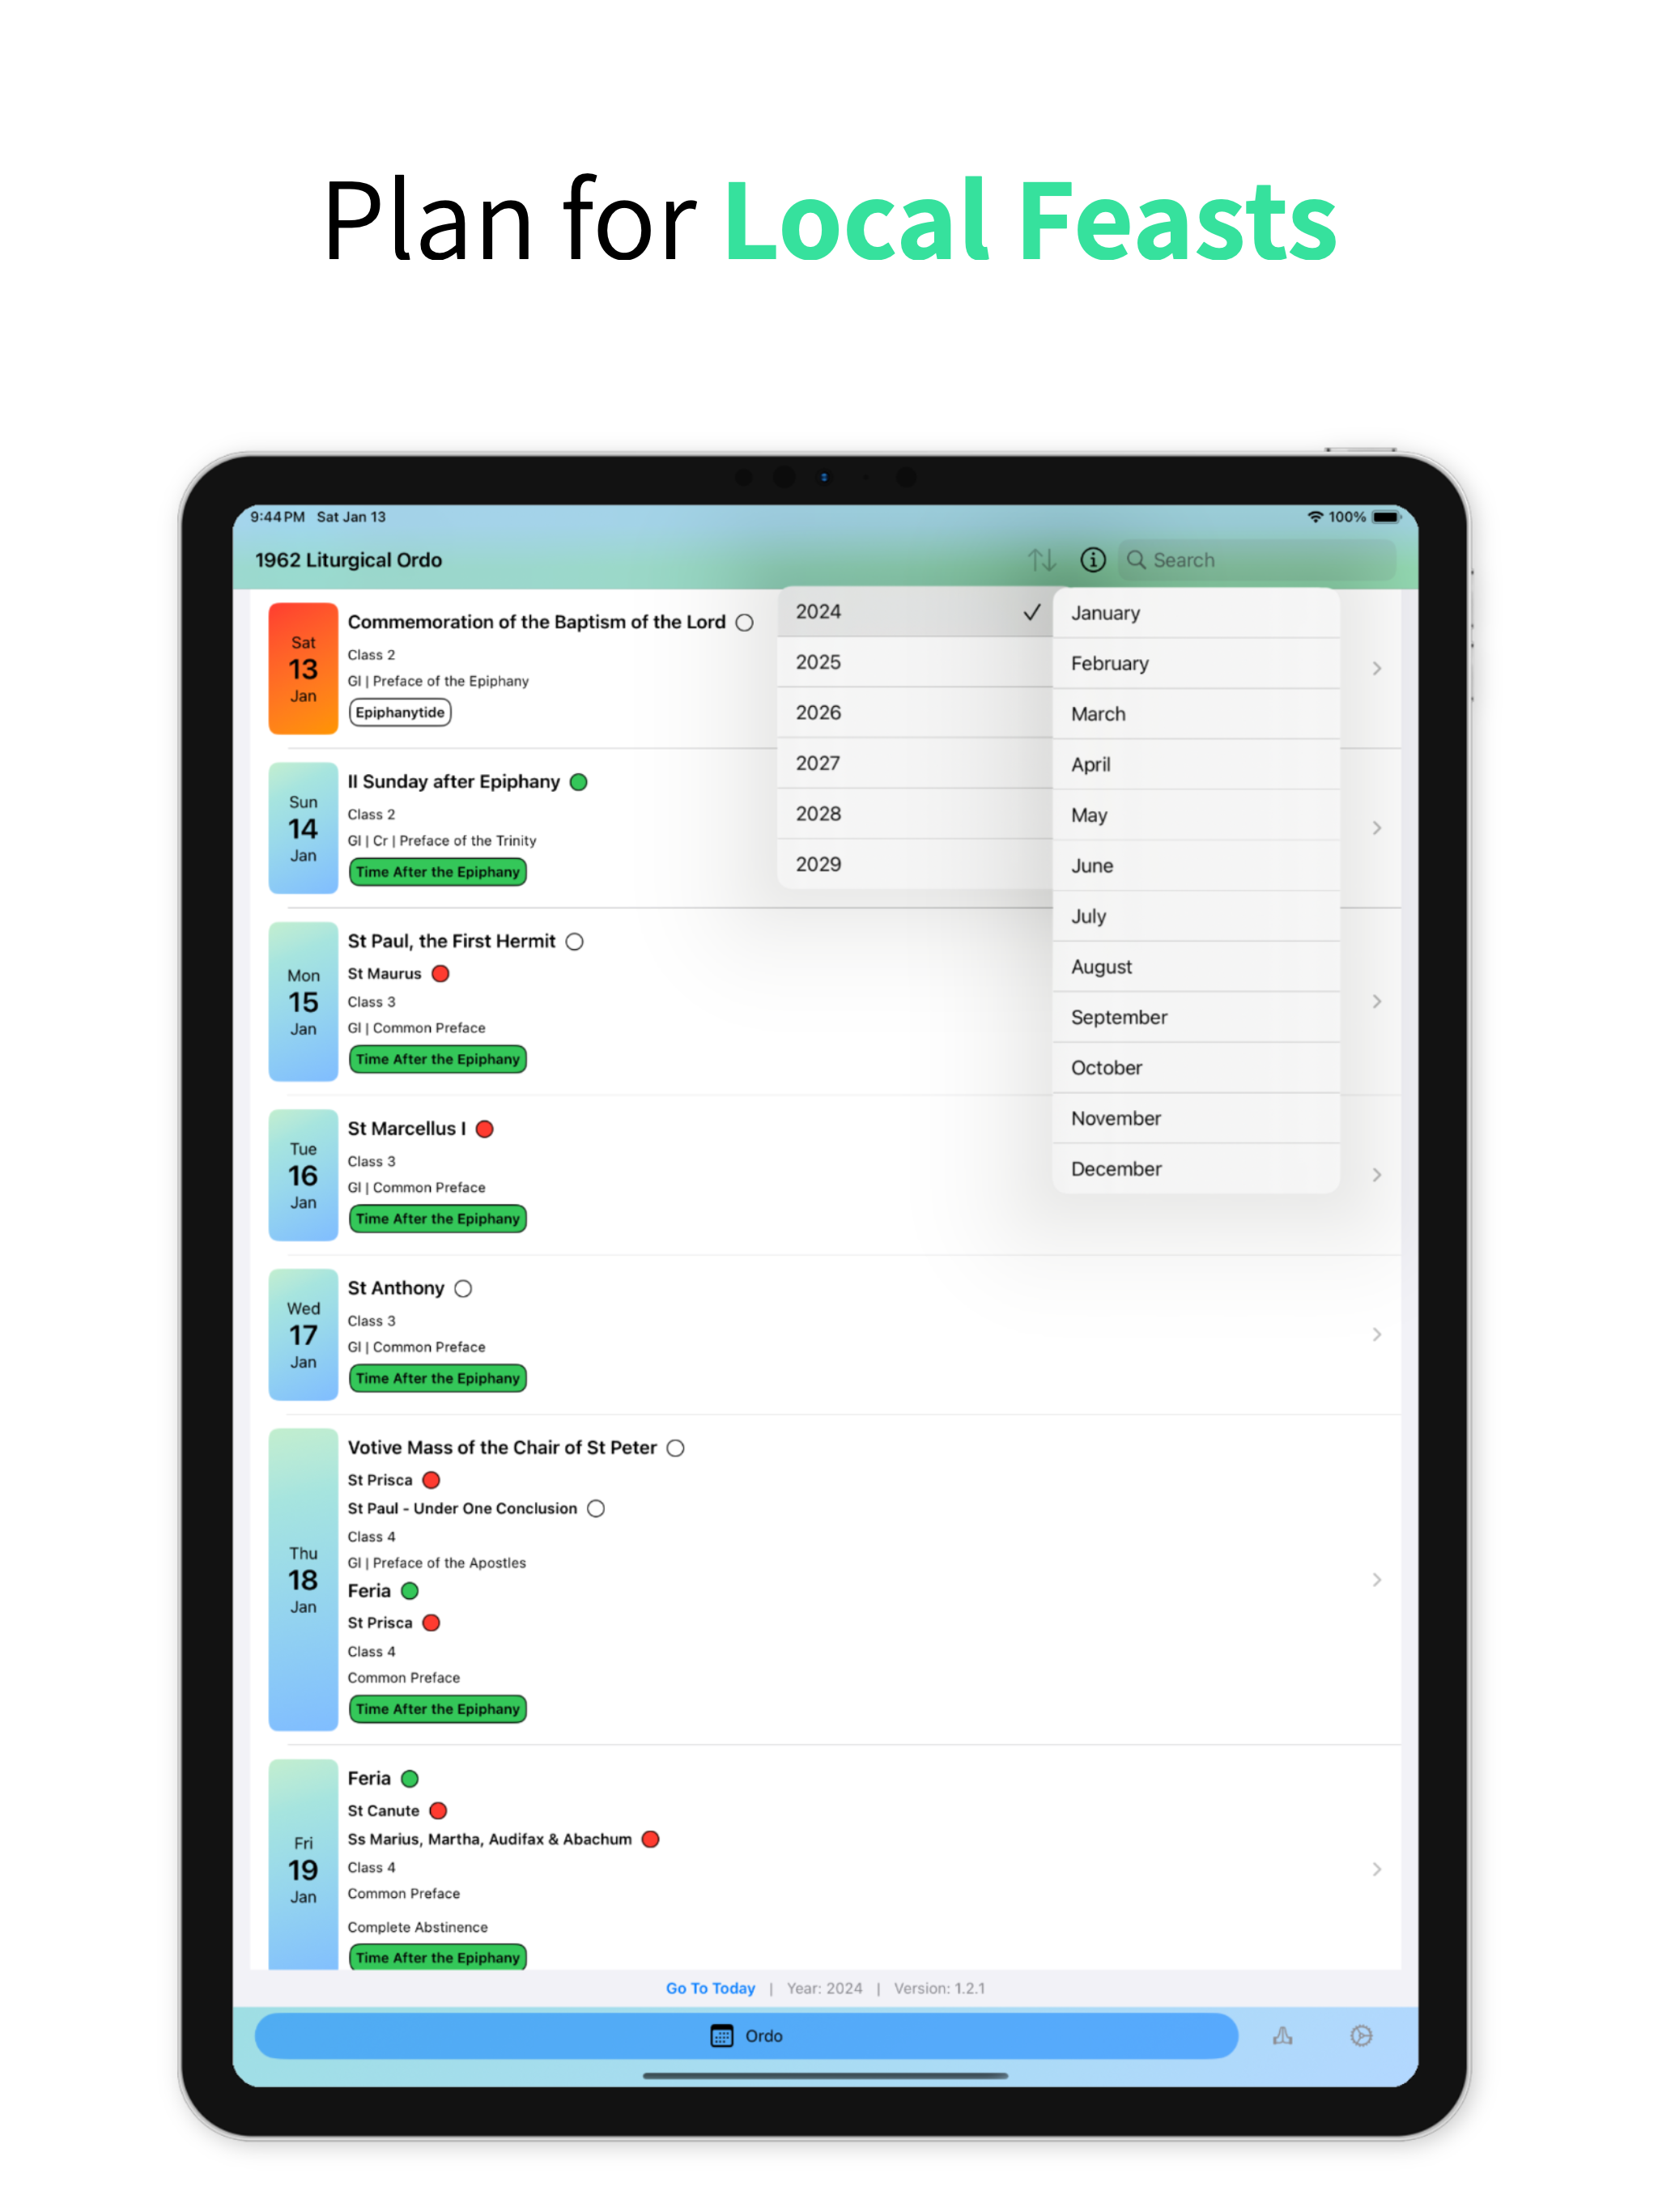 Plan for Local Feasts
9:44 PM Sat Jan 13
100%
1962 Liturgical Ordo
Search
2024
2025
2026
2027
2028
2029
January
February
March
April
May
June
July
August
September
October
November
December
Sat
13
Jan
Commemoration of the Baptism of the Lord
Class 2
Gl | Preface of the Epiphany
Epiphanytide
Sun
14
Jan
II Sunday after Epiphany
Class 2
Gl | Cr | Preface of the Trinity
Time After the Epiphany
Mon
15
Jan
St Paul, the First Hermit
St Maurus
Class 3
Gl | Common Preface
Time After the Epiphany
Tue
16
Jan
St Marcellus I
Class 3
Gl | Common Preface
Time After the Epiphany
Wed
17
Jan
St Anthony
Class 3
Gl | Common Preface
Time After the Epiphany
Thu
18
Jan
Votive Mass of the Chair of St Peter
St Prisca
St Paul - Under One Conclusion
Class 4
Gl | Preface of the Apostles
Feria
St Prisca
Class 4
Common Preface
Time After the Epiphany
Fri
19
Jan
Feria
St Canute
Ss Marius, Martha, Audifax & Abachum
Class 4
Common Preface
Complete Abstinence
Time After the Epiphany
Go To Today | Year: 2024 | Version: 1.2.1
Ordo